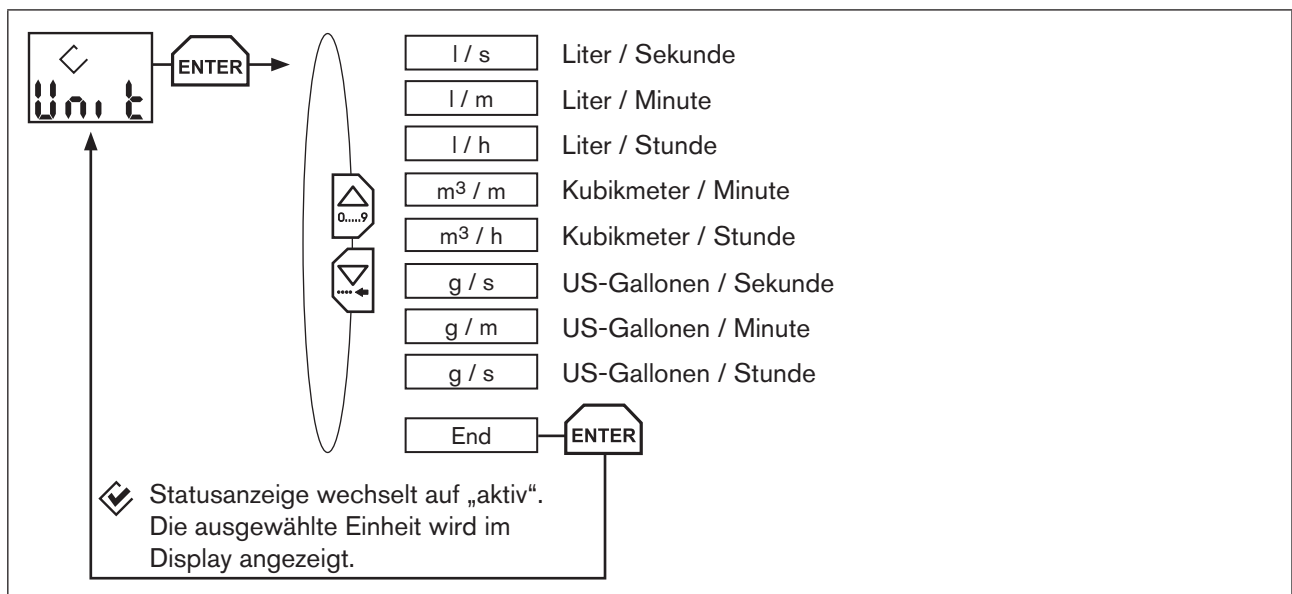 Unit
ENTER
l / s Liter / Sekunde
l / m Liter / Minute
l / h Liter / Stunde
m³ / m Kubikmeter / Minute
0.....9
m³ / h Kubikmeter / Stunde
....
g / s US-Gallonen / Sekunde
g / m US-Gallonen / Minute
g / s US-Gallonen / Stunde
End ENTER
Statusanzeige wechselt auf „aktiv“.
Die ausgewählte Einheit wird im
Display angezeigt.